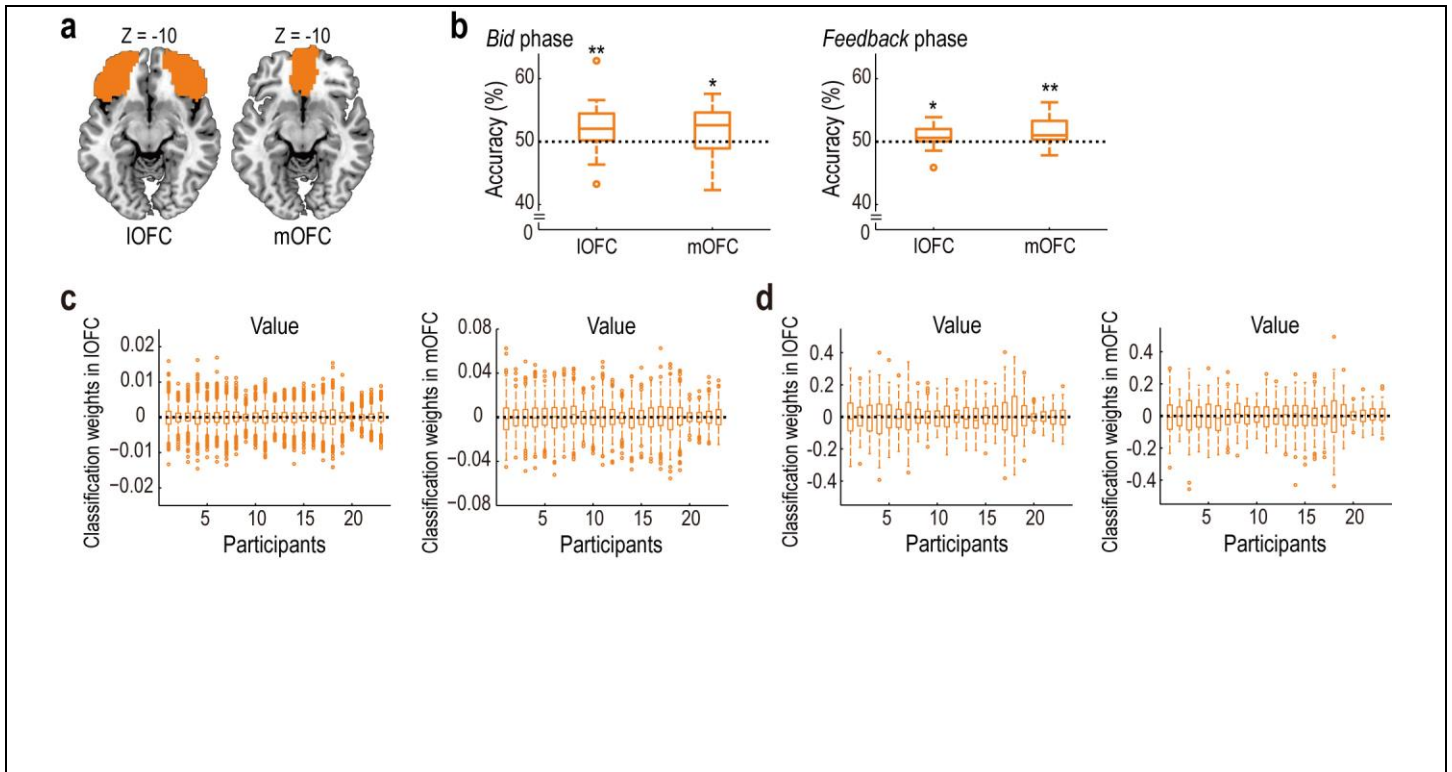 a
Z = -10
Z = -10
lOFC
mOFC
b
Bid phase
Accuracy (%)
60
50
40
0
**
*
lOFC
mOFC
Feedback phase
Accuracy (%)
60
50
40
0
*
**
lOFC
mOFC
c
Value
Classification weights in lOFC
0.02
0.01
0
−0.01
−0.02
5
10
15
20
Participants
Value
Classification weights in mOFC
0.08
0.04
0
−0.04
−0.08
5
10
15
20
Participants
d
Value
Classification weights in lOFC
0.4
0.2
0
-0.2
-0.4
5
10
15
20
Participants
Value
Classification weights in mOFC
0.4
0.2
0
-0.2
-0.4
5
10
15
20
Participants